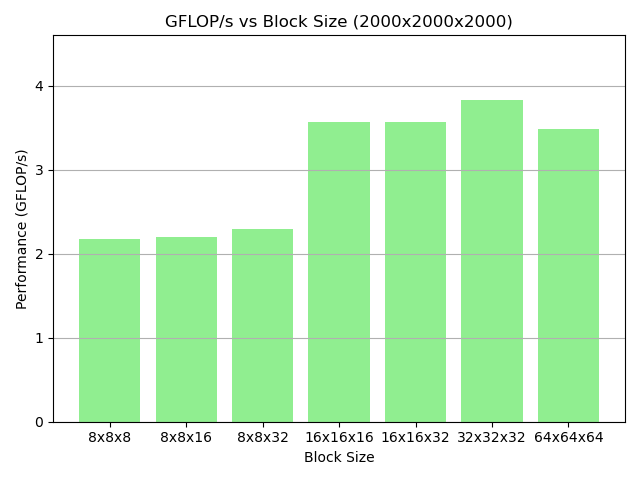 GFLOP/s vs Block Size (2000x2000x2000)
Performance (GFLOP/s)
4
3
2
1
0
8x8x8 8x8x16 8x8x32 16x16x16 16x16x32 32x32x32 64x64x64
Block Size